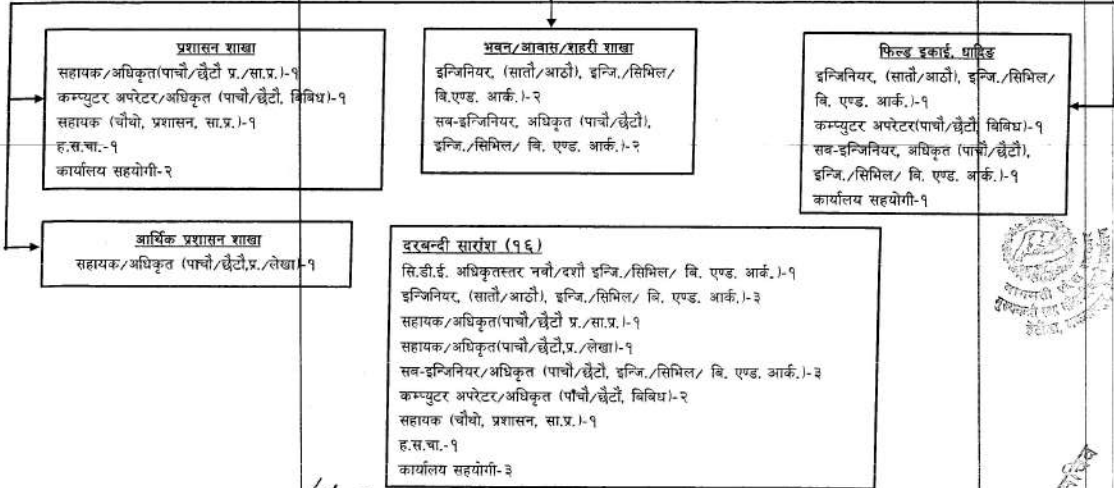 प्रशासन शाखा
सहायक/अधिकृत(पाचौ/छैटौ प्र./सा.प्र.)-१
कम्प्युटर अपरेटर/अधिकृत (पाचौ/छैटौ, बिबिध)-१
सहायक (चौथो, प्रशासन, सा.प्र.)-१
ह.स.चा.-१
कार्यालय सहयोगी-२
भवन/आवास/शहरी शाखा
इन्जिनियर, (सातौ/आठौ), इन्जि./सिभिल/
बि.एण्ड. आर्क.)-२
सब-इन्जिनियर, अधिकृत (पाचौ/छैटौ),
इन्जि./सिभिल/ बि. एण्ड. आर्क.)-२
फिल्ड इकाई, धादिङ
इन्जिनियर, (सातौ/आठौ), इन्जि./सिभिल/
बि. एण्ड. आर्क.)-१
कम्प्युटर अपरेटर(पाचौ/छैटौ, बिबिध)-१
सब-इन्जिनियर, अधिकृत (पाचौ/छैटौ),
इन्जि./सिभिल/ बि. एण्ड. आर्क.)-१
कार्यालय सहयोगी-१
आर्थिक प्रशासन शाखा
सहायक/अधिकृत (पाचौ/छैटौ,प्र./लेखा)-१
दरबन्दी सारांश (१६)
सि.डी.ई. अधिकृतस्तर नवौ/दशौ इन्जि./सिभिल/ बि. एण्ड. आर्क.)-१
इन्जिनियर, (सातौ/आठौ), इन्जि./सिभिल/ बि. एण्ड. आर्क.)-३
सहायक/अधिकृत(पाचौ/छैटौ प्र./सा.प्र.)-१
सहायक/अधिकृत(पाचौ/छैटौ,प्र./लेखा)-१
सब-इन्जिनियर/अधिकृत (पाचौ/छैटौ, इन्जि./सिभिल/ बि. एण्ड. आर्क.)-३
कम्प्युटर अपरेटर/अधिकृत (पाँचौ/छैटौं, बिबिध)-२
सहायक (चौथो, प्रशासन, सा.प्र.)-१
ह.स.चा.-१
कार्यालय सहयोगी-३